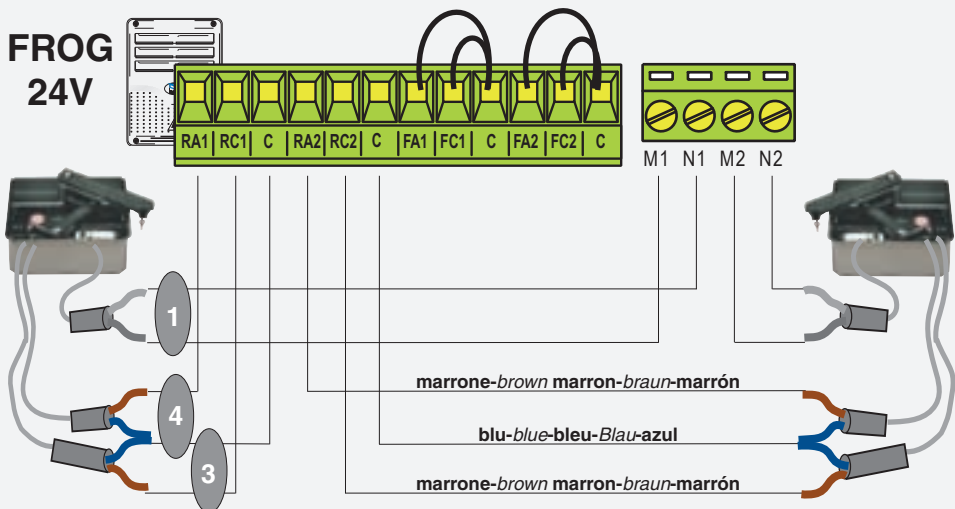 FROG
24V
RA1 RC1 C RA2 RC2 C FA1 FC1 C FA2 FC2 C
M1 N1 M2 N2
1
marrone-brown marron-braun-marrón
4
blu-blue-bleu-Blau-azul
3
marrone-brown marron-braun-marrón